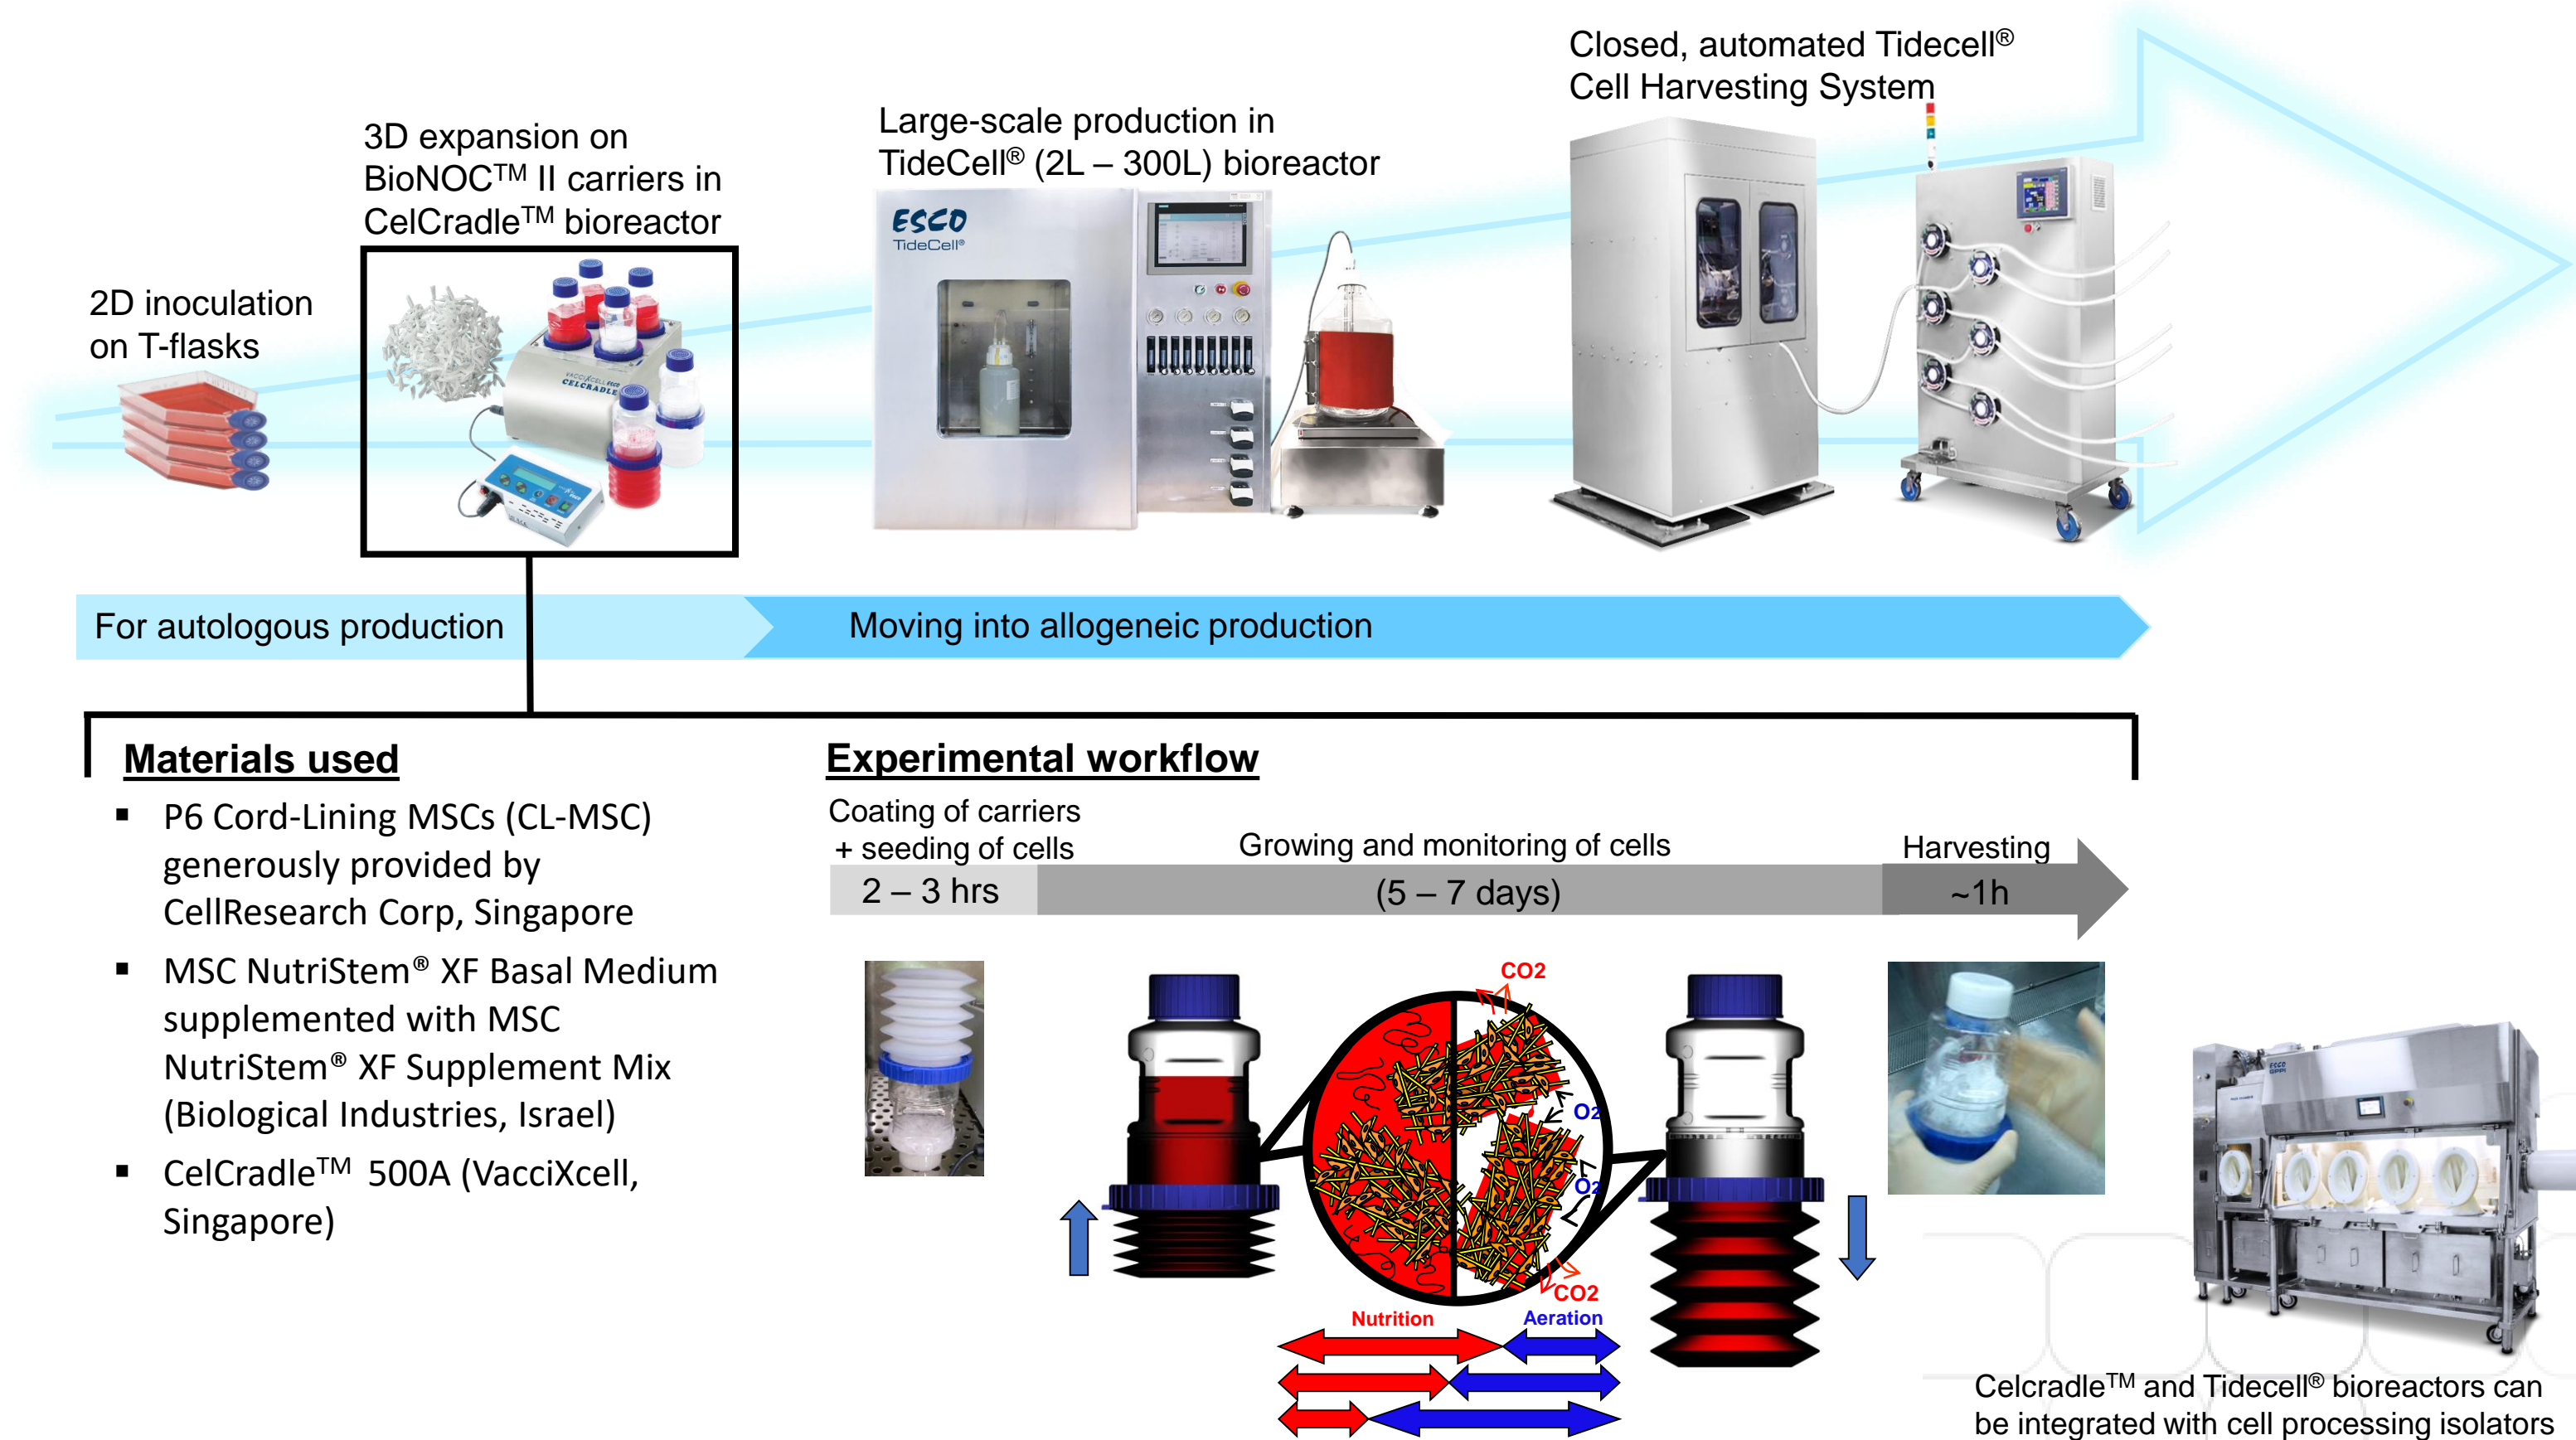 Closed, automated Tidecell®
Cell Harvesting System
Large-scale production in
TideCell® (2L – 300L) bioreactor
3D expansion on
BioNOC™ II carriers in
CelCradle™ bioreactor
2D inoculation
on T-flasks
ESCO
TideCell®
VACCIXCELL ESCO
CELCRADLE
For autologous production
Moving into allogeneic production
Materials used
▪ P6 Cord-Lining MSCs (CL-MSC)
generously provided by
CellResearch Corp, Singapore
▪ MSC NutriStem® XF Basal Medium
supplemented with MSC
NutriStem® XF Supplement Mix
(Biological Industries, Israel)
▪ CelCradle™ 500A (VacciXcell,
Singapore)
Experimental workflow
Coating of carriers
+ seeding of cells
Growing and monitoring of cells
Harvesting
2 – 3 hrs
(5 – 7 days)
~1h
CO2
O2
O2
CO2
Nutrition
Aeration
ESCO
Celcradle™ and Tidecell® bioreactors can
be integrated with cell processing isolators